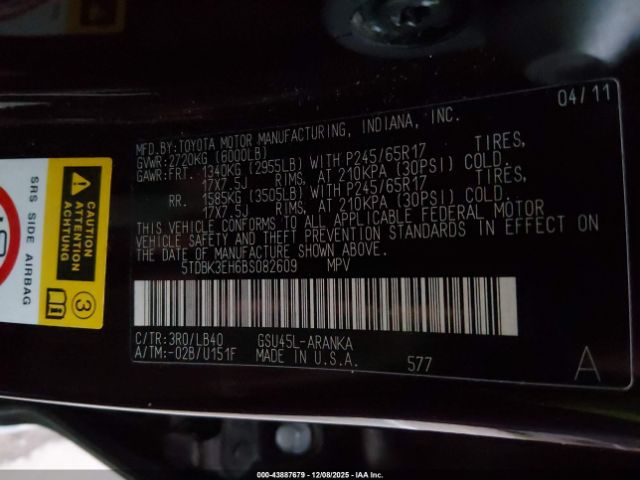 04/11
MFD.BY:TOYOTA MOTOR MANUFACTURING, INDIANA, INC.
GVWR:2720KG (6000LB)
GAWR:FRT. 1340KG (2955LB) WITH P245/65R17 TIRES,
17X7.5J RIMS, AT 210KPA (30PSI) COLD.
RR. 1585KG (3505LB) WITH P245/65R17 TIRES,
17X7.5J RIMS, AT 210KPA (30PSI) COLD.
THIS VEHICLE CONFORMS TO ALL APPLICABLE FEDERAL MOTOR
VEHICLE SAFETY AND THEFT PREVENTION STANDARDS IN EFFECT ON
THE DATE OF MANUFACTURE SHOWN ABOVE.
5TDBK3EH6BS082609 MPV
C/TR:3R0/LB40 GSU45L-ARANKA
A/TM:-02B/U151F MADE IN U.S.A. 577 A
CAUTION
ACHTUNG
ATTENTION
SRS SIDE AIRBAG
3
000-43887679 | 12/08/2025 | IAA Inc.